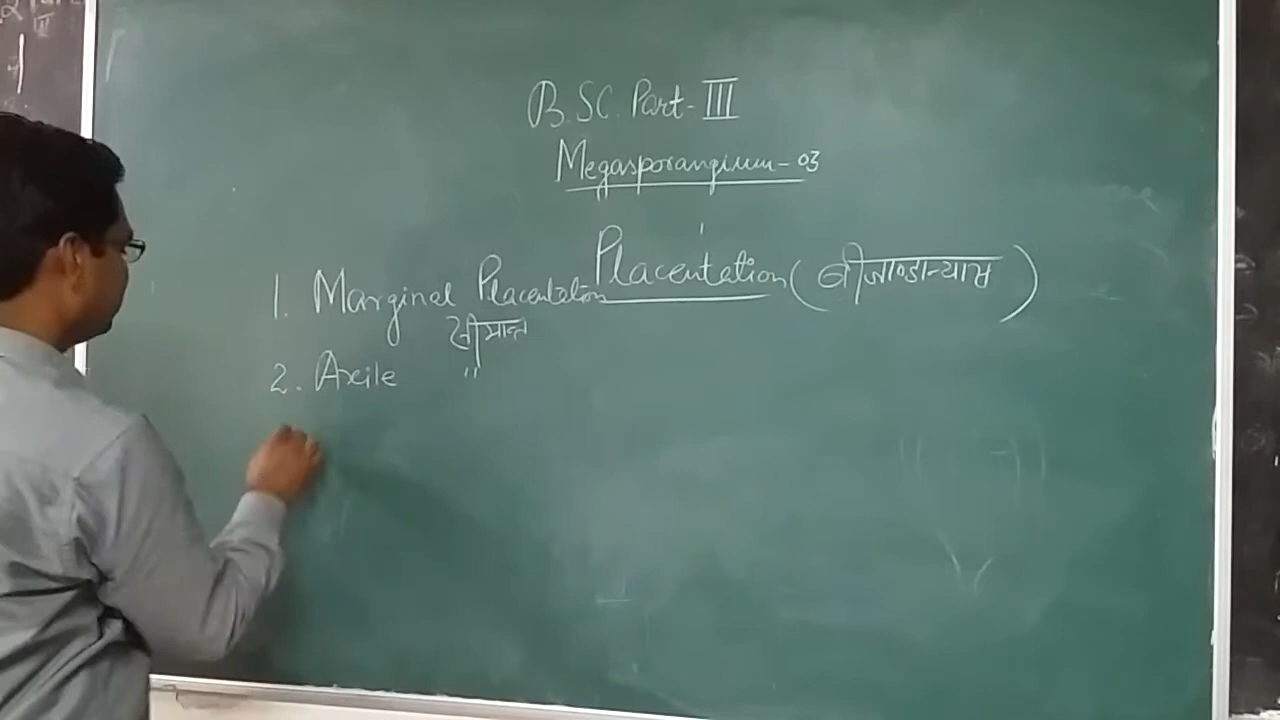 B.SC. Part-III
Megasporangium-03
Placentation (बीजाण्डान्यास)
1. Marginal Placentation
सीमान्त
2. Axile "